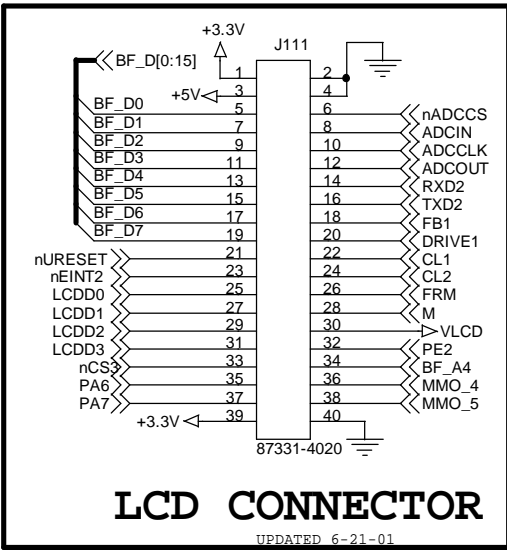 +3.3V
J111
BF_D[0:15]
1 2
+5V 3 4
BF_D0 5 6 nADCCS
BF_D1 7 8 ADCIN
BF_D2 9 10 ADCCLK
BF_D3 11 12 ADCOUT
BF_D4 13 14 RXD2
BF_D5 15 16 TXD2
BF_D6 17 18 FB1
BF_D7 19 20 DRIVE1
nURESET 21 22 CL1
nEINT2 23 24 CL2
LCDD0 25 26 FRM
LCDD1 27 28 M
LCDD2 29 30 VLCD
LCDD3 31 32 PE2
nCS3 33 34 BF_A4
PA6 35 36 MMO_4
PA7 37 38 MMO_5
+3.3V 39 40
87331-4020
LCD CONNECTOR
UPDATED 6-21-01